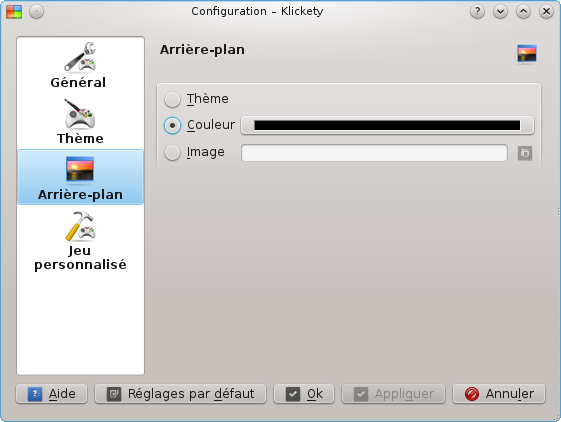 Configuration – Klickety
Général
Thème
Arrière-plan
Jeu
personnalisé
Arrière-plan
Thème
Couleur
Image
Aide
Réglages par défaut
Ok
Appliquer
Annuler